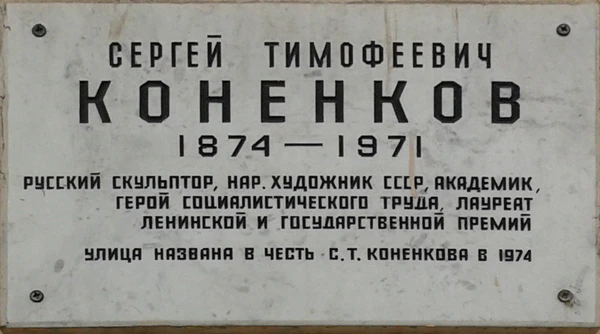 СЕРГЕЙ ТИМОФЕЕВИЧ
КОНЕНКОВ
1874 — 1971
РУССКИЙ СКУЛЬПТОР, НАР. ХУДОЖНИК СССР, АКАДЕМИК,
ГЕРОЙ СОЦИАЛИСТИЧЕСКОГО ТРУДА, ЛАУРЕАТ
ЛЕНИНСКОЙ И ГОСУДАРСТВЕННОЙ ПРЕМИЙ
УЛИЦА НАЗВАНА В ЧЕСТЬ С.Т. КОНЕНКОВА В 1974